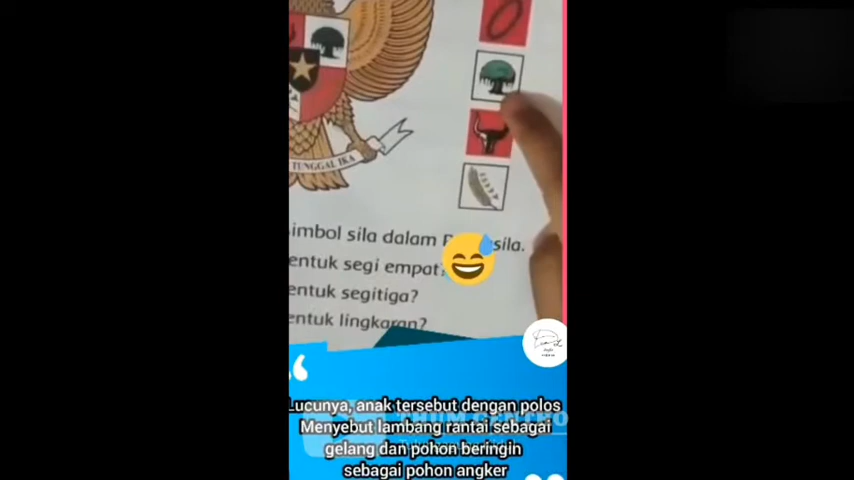 TUNGGAL IKA
imbol sila dalam sila.
entuk segi empat?
entuk segitiga?
entuk lingkaran?
Lucunya, anak tersebut dengan polos
Menyebut lambang rantai sebagai
gelang dan pohon beringin
sebagai pohon angker